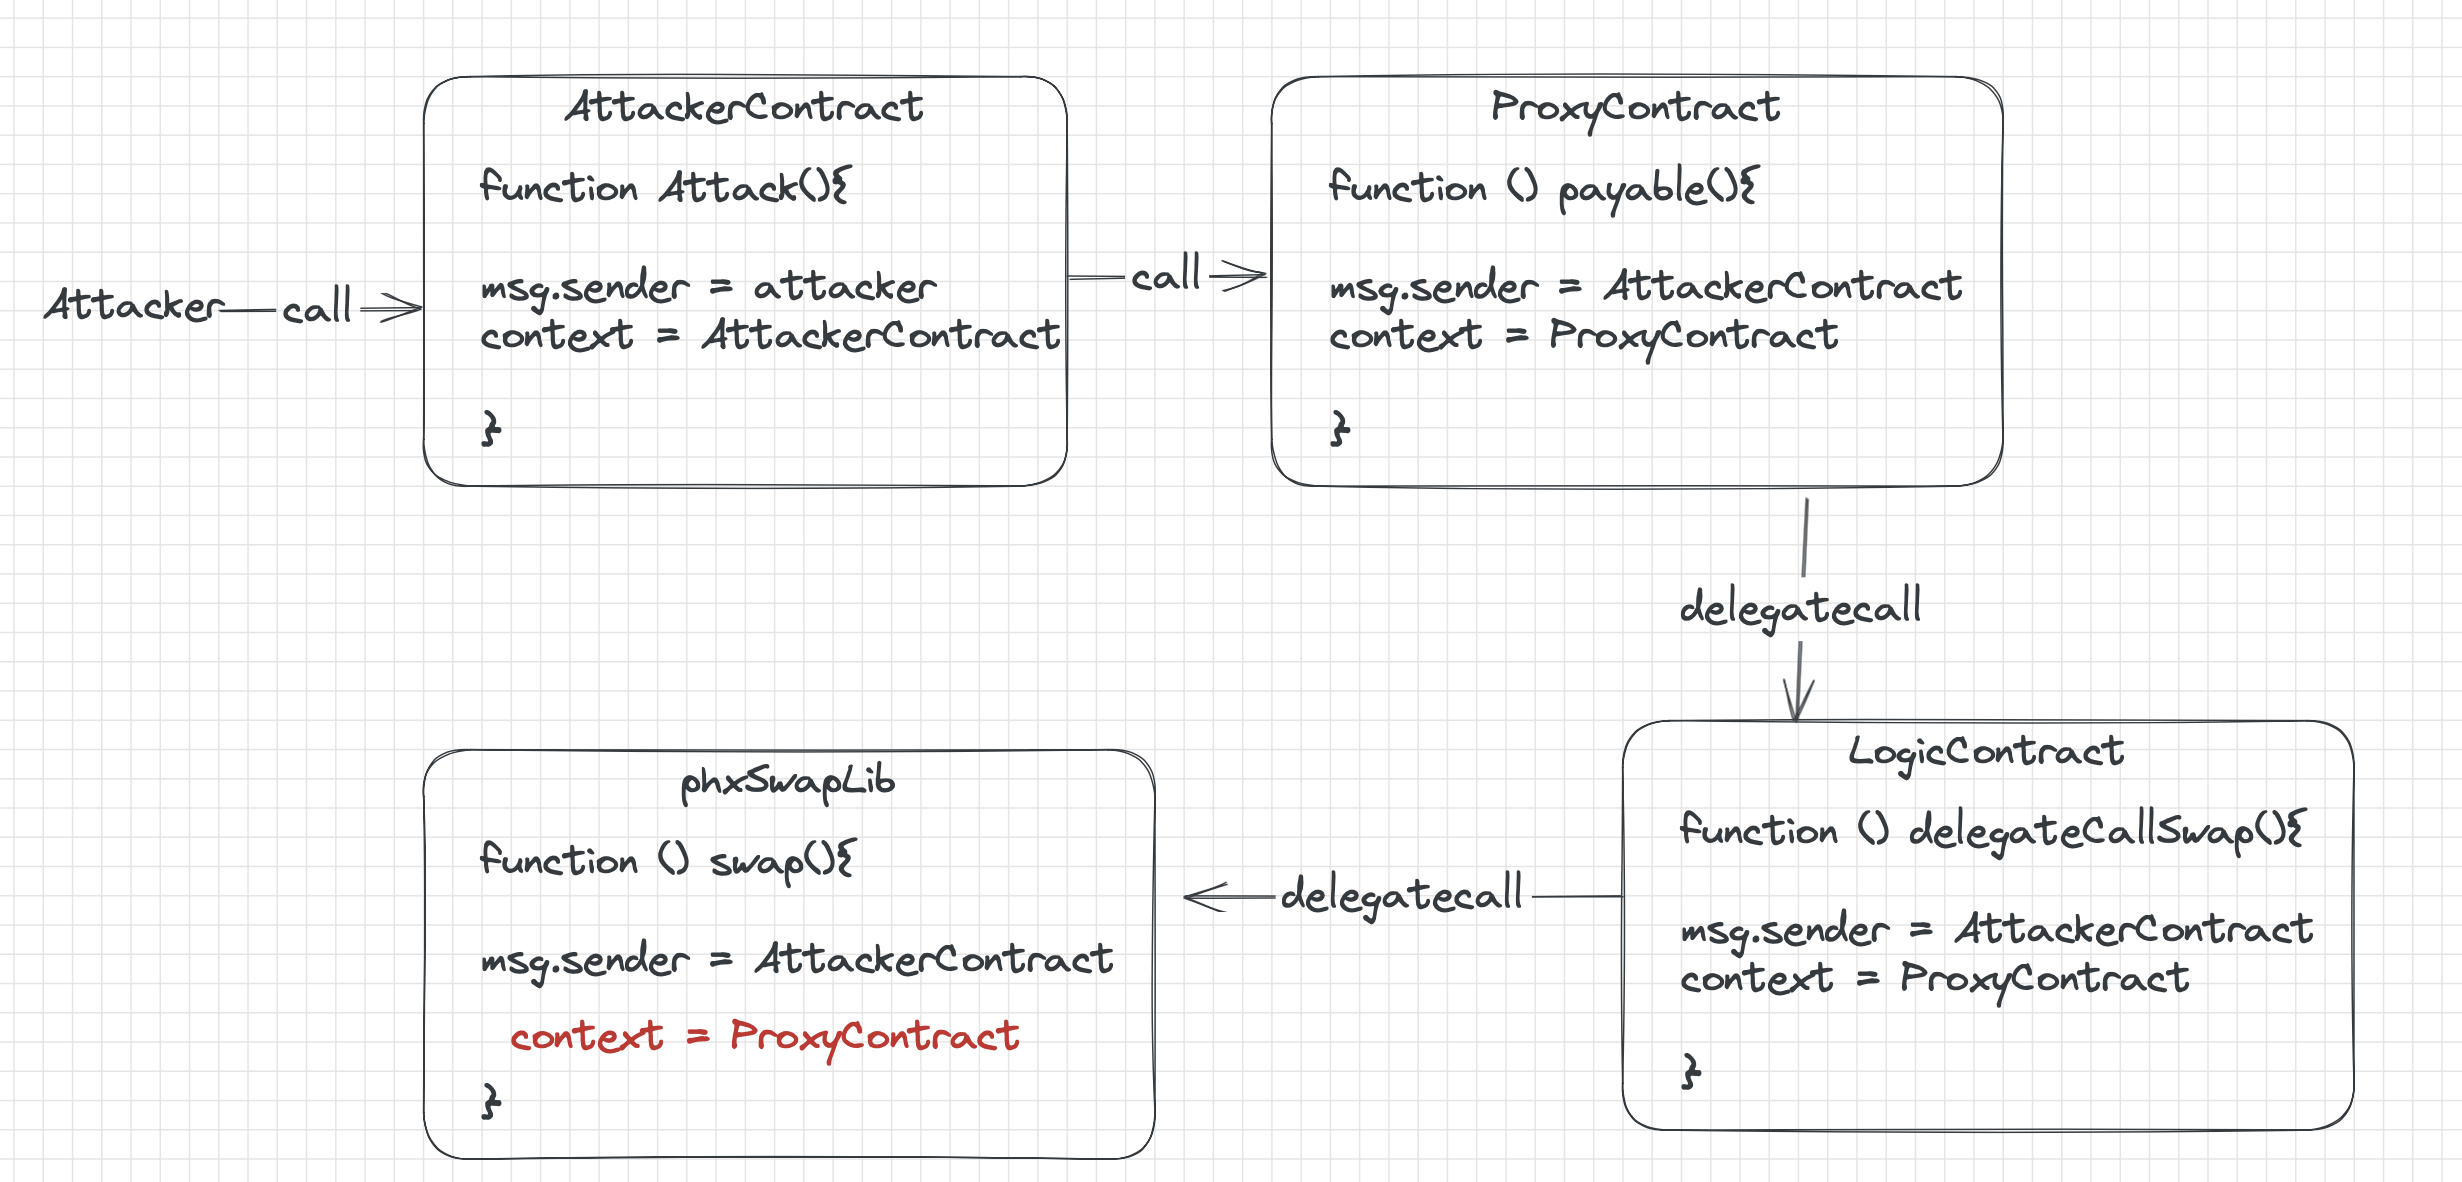 Attacker
call
AttackerContract
function Attack(){
msg.sender = attacker
context = AttackerContract
}
call
ProxyContract
function () payable(){
msg.sender = AttackerContract
context = ProxyContract
}
delegatecall
LogicContract
function () delegateCallSwap(){
msg.sender = AttackerContract
context = ProxyContract
}
delegatecall
phxSwapLib
function () swap(){
msg.sender = AttackerContract
context = ProxyContract
}